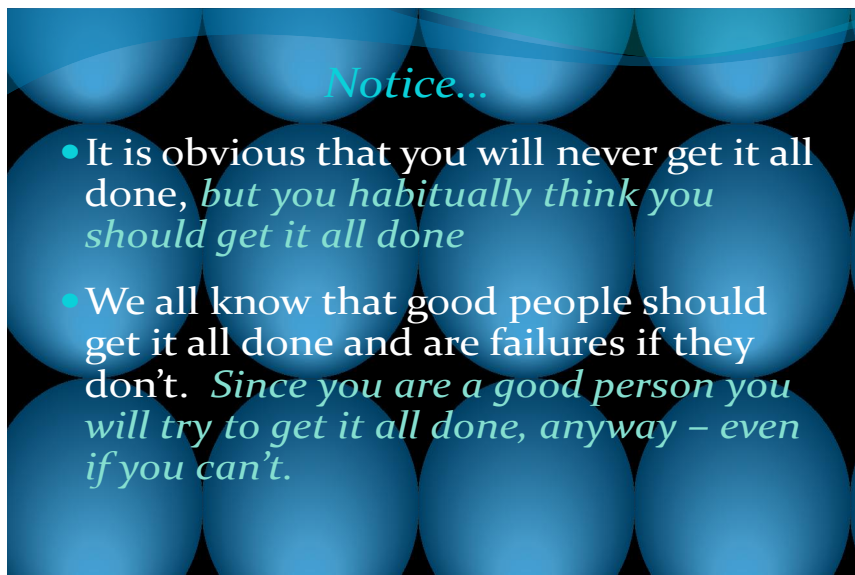 Notice...
• It is obvious that you will never get it all
done, but you habitually think you
should get it all done
• We all know that good people should
get it all done and are failures if they
don’t.  Since you are a good person you
will try to get it all done, anyway – even
if you can’t.